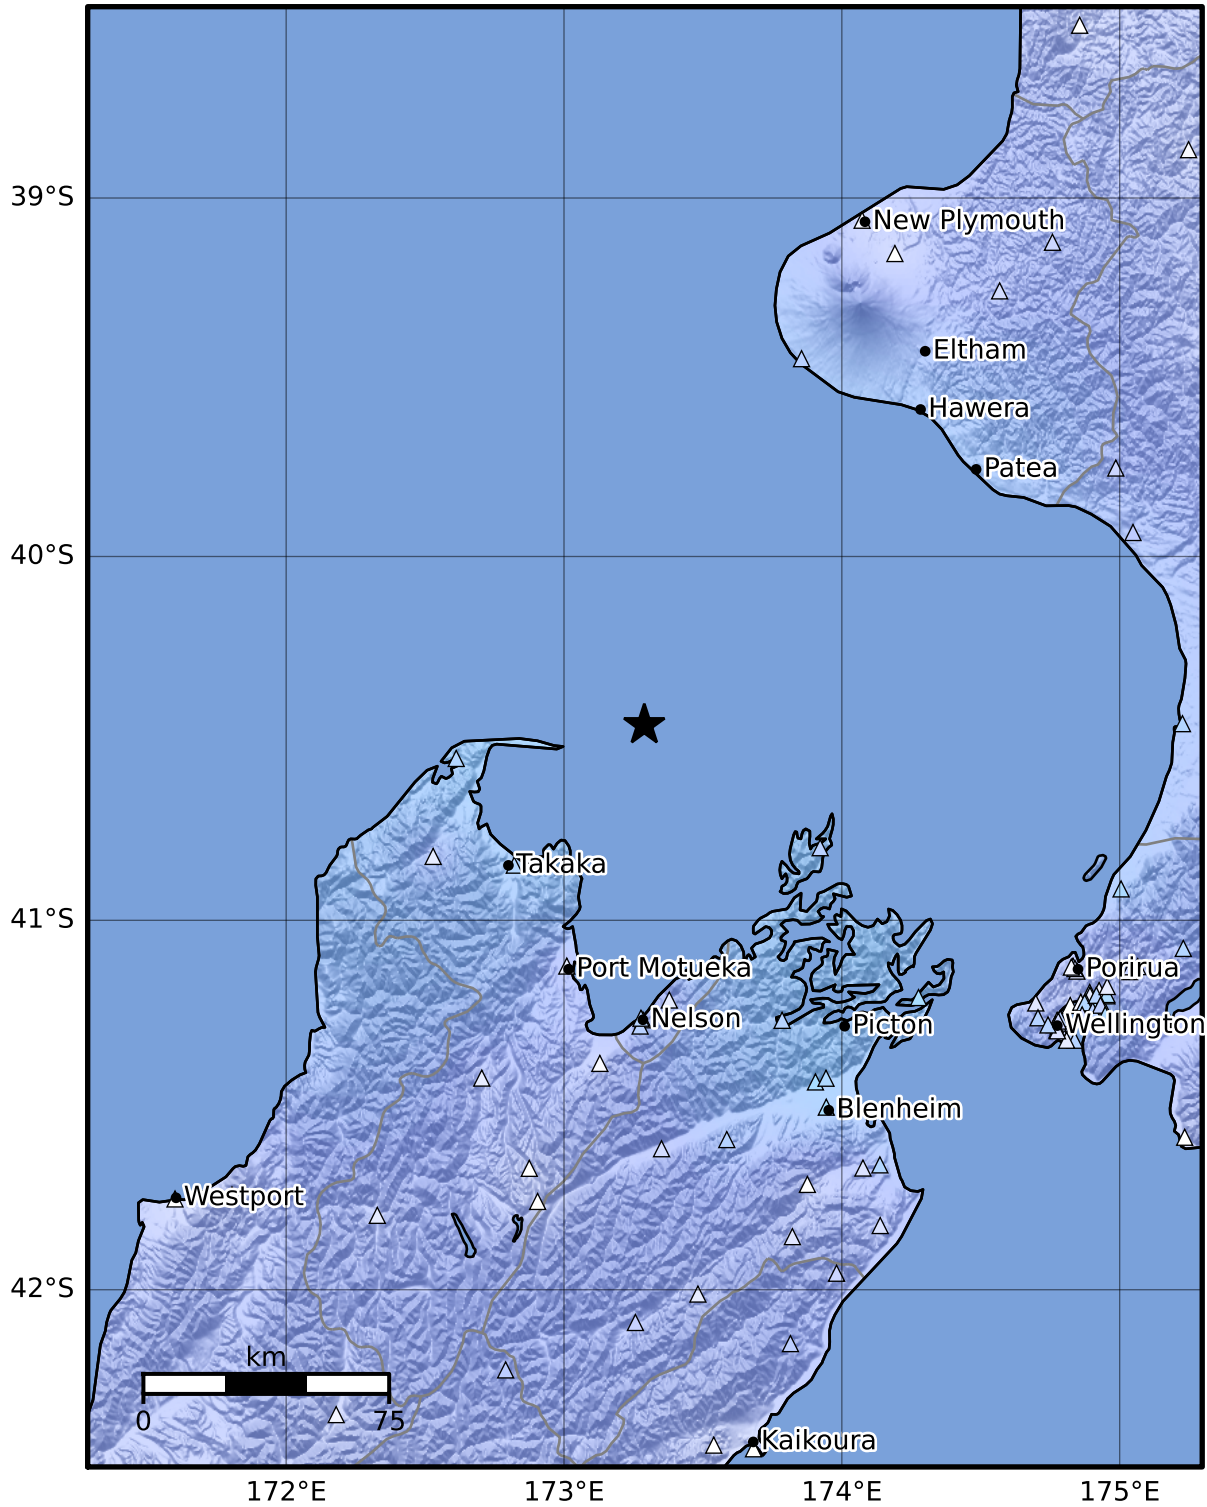 39°S
New Plymouth
Eltham
Hawera
Patea
40°S
Takaka
41°S
Port Motueka
Porirua
Nelson
Picton
Wellington
Blenheim
Westport
42°S
km
0
75
Kaikoura
172°E
173°E
174°E
175°E